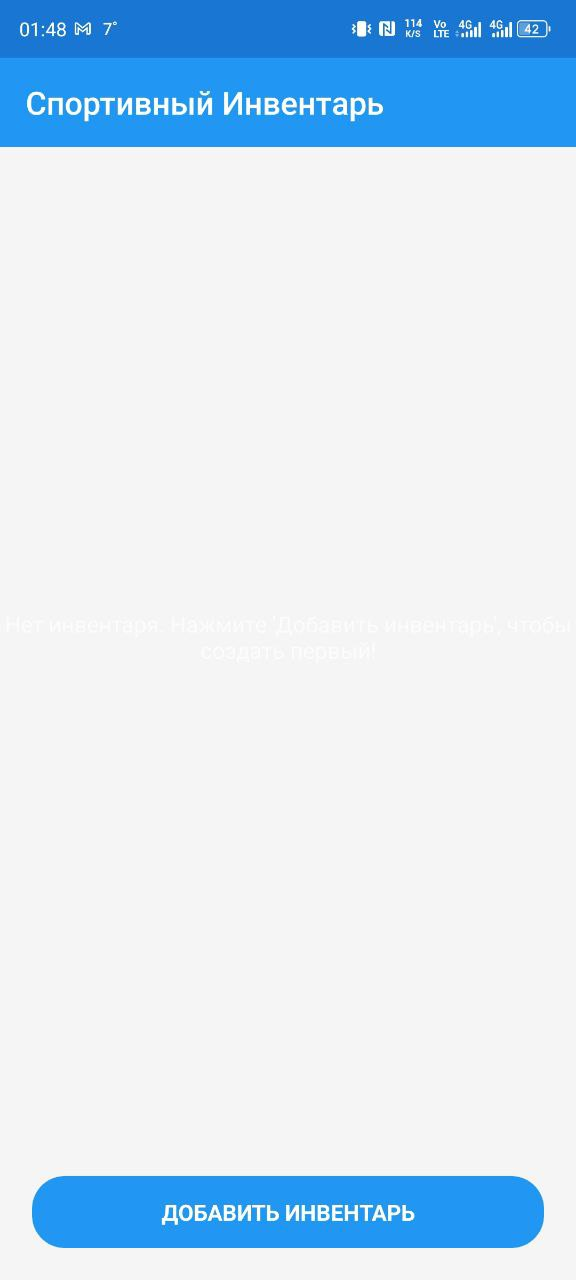 01:48 7°
114 K/S Vo LTE 4G 4G 42
Спортивный Инвентарь
Нет инвентаря. Нажмите 'Добавить инвентарь', чтобы
создать первый!
ДОБАВИТЬ ИНВЕНТАРЬ